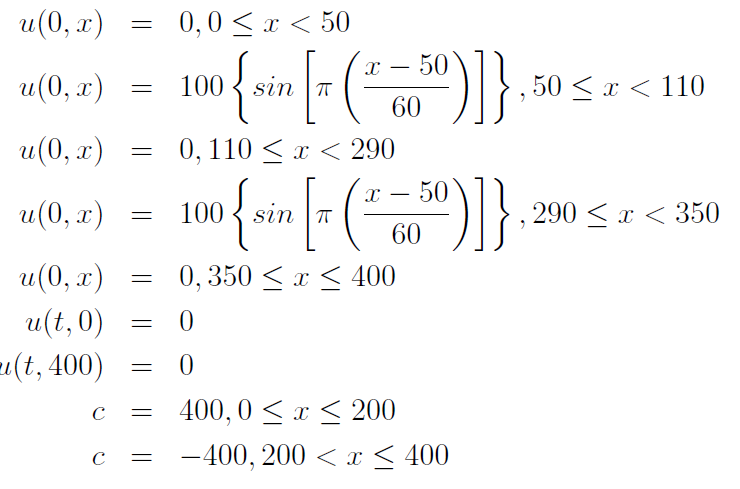 u(0, x) = 0, 0 ≤ x < 50
u(0, x) = 100 { sin [ π ( (x − 50)/60 ) ] } , 50 ≤ x < 110
u(0, x) = 0, 110 ≤ x < 290
u(0, x) = 100 { sin [ π ( (x − 50)/60 ) ] } , 290 ≤ x < 350
u(0, x) = 0, 350 ≤ x ≤ 400
u(t, 0) = 0
u(t, 400) = 0
c = 400, 0 ≤ x ≤ 200
c = −400, 200 < x ≤ 400